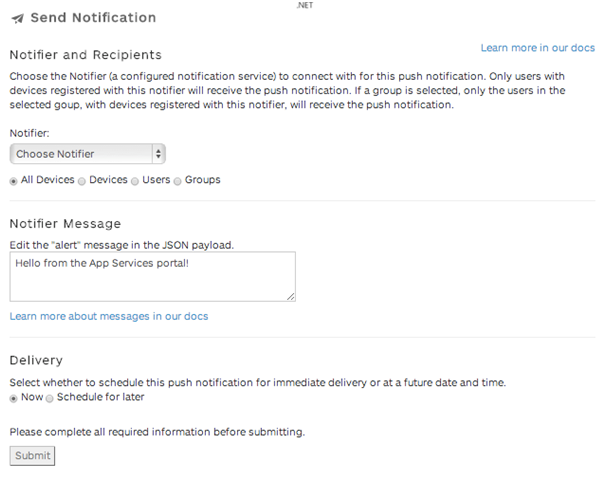 .NET
Send Notification
Notifier and Recipients
Learn more in our docs
Choose the Notifier (a configured notification service) to connect with for this push notification. Only users with
devices registered with this notifier will receive the push notification. If a group is selected, only the users in the
selected goup, with devices registered with this notifier, will receive the push notification.
Notifier:
Choose Notifier
All Devices Devices Users Groups
Notifier Message
Edit the "alert" message in the JSON payload.
Hello from the App Services portal!
Learn more about messages in our docs
Delivery
Select whether to schedule this push notification for immediate delivery or at a future date and time.
Now Schedule for later
Please complete all required information before submitting.
Submit